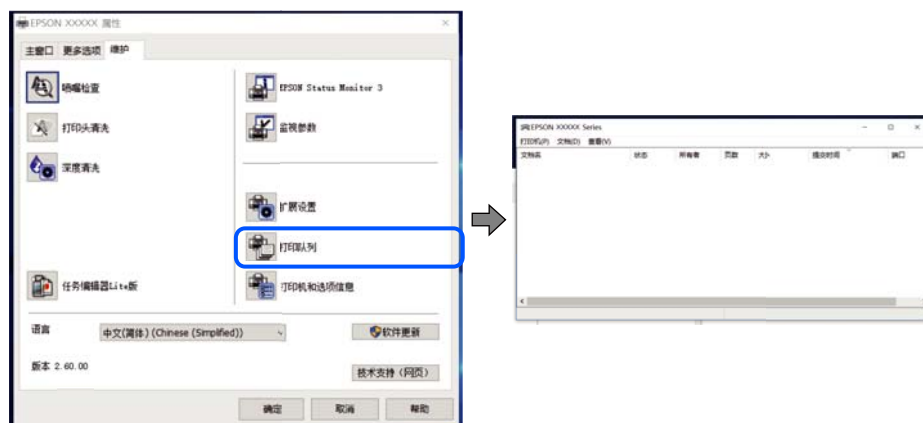 EPSON XXXXX 属性
主窗口 更多选项 维护
喷嘴检查
EPSON Status Monitor 3
打印头清洗
监视参数
深度清洗
扩展设置
打印队列
任务编辑器Lite版
打印机和选项信息
语言
中文(简体) (Chinese (Simplified))
软件更新
版本 2.60.00
技术支持（网页）
确定 取消 帮助
EPSON XXXXX Series
打印机(P) 文档(D) 查看(V)
文档名 状态 所有者 页数 大小 提交时间 端口